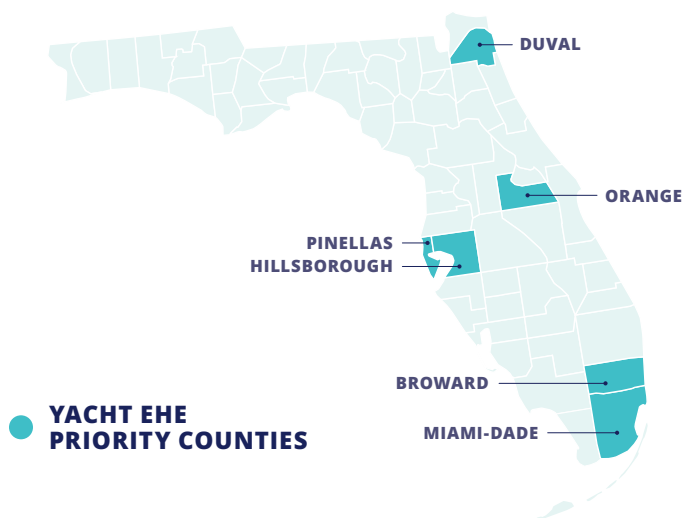 DUVAL
ORANGE
PINELLAS
HILLSBOROUGH
BROWARD
MIAMI-DADE
YACHT EHE
PRIORITY COUNTIES